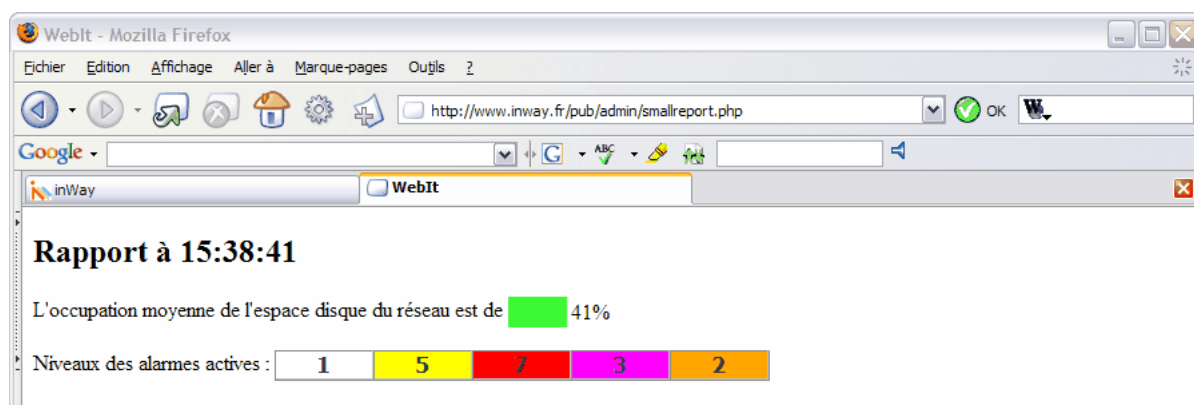 WebIt - Mozilla Firefox
Fichier Edition Affichage Aller à Marque-pages Outils ?
http://www.inway.fr/pub/admin/smallreport.php OK W.
Google ABC
inWay WebIt
Rapport à 15:38:41
L'occupation moyenne de l'espace disque du réseau est de 41%
Niveaux des alarmes actives : 1 5 7 3 2